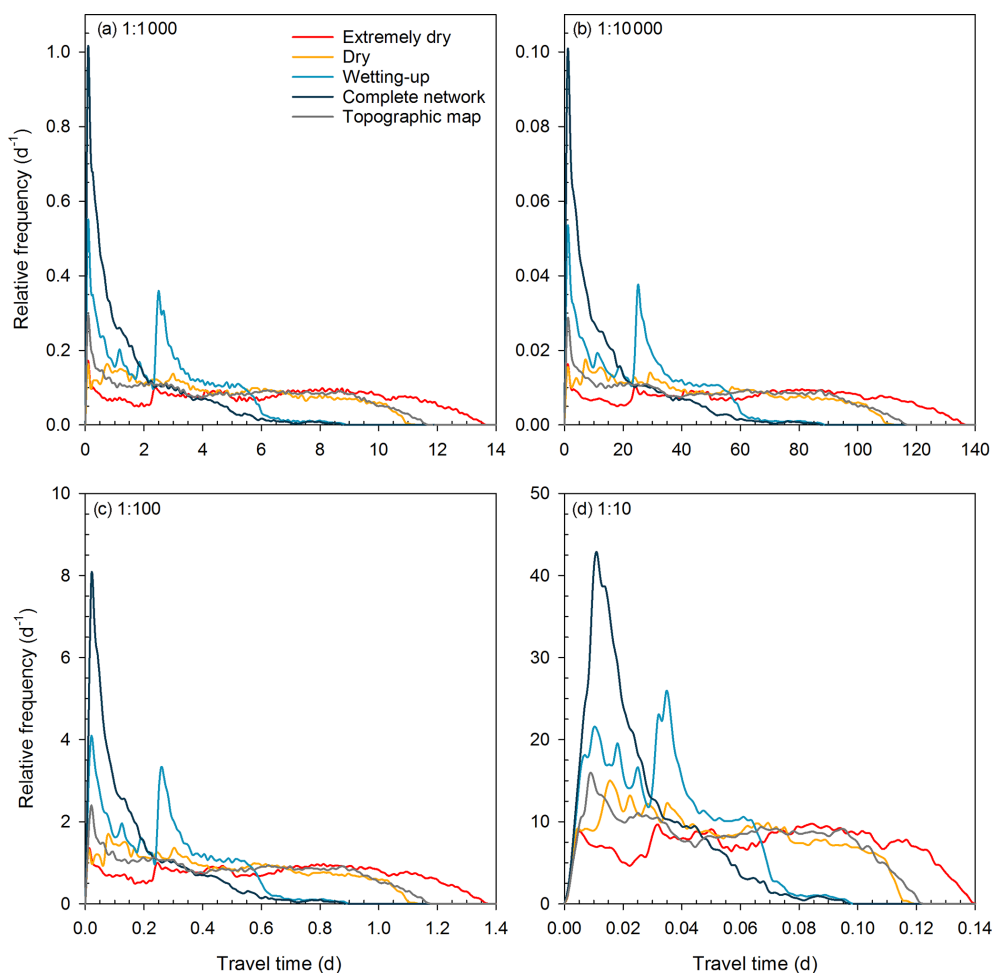 (a) 1:1000
Extremely dry
Dry
Wetting-up
Complete network
Topographic map
Relative frequency (d⁻¹)
1.0
0.8
0.6
0.4
0.2
0.0
0 2 4 6 8 10 12 14
(b) 1:10000
0.10
0.08
0.06
0.04
0.02
0.00
0 20 40 60 80 100 120 140
(c) 1:100
Relative frequency (d⁻¹)
10
8
6
4
2
0
0.0 0.2 0.4 0.6 0.8 1.0 1.2 1.4
Travel time (d)
(d) 1:10
50
40
30
20
10
0
0.00 0.02 0.04 0.06 0.08 0.10 0.12 0.14
Travel time (d)